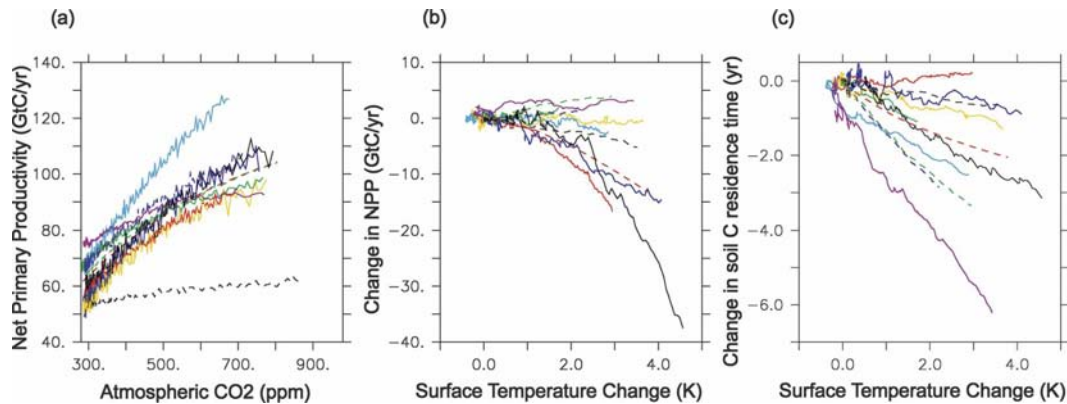 (a)
(b)
(c)
Net Primary Productivity (GtC/yr)
140.
120.
100.
80.
60.
40.
300. 500. 700. 900.
Atmospheric CO2 (ppm)
Change in NPP (GtC/yr)
10.
0.
−10.
−20.
−30.
−40.
0.0 2.0 4.0
Surface Temperature Change (K)
Change in soil C residence time (yr)
0.0
−2.0
−4.0
−6.0
0.0 2.0 4.0
Surface Temperature Change (K)